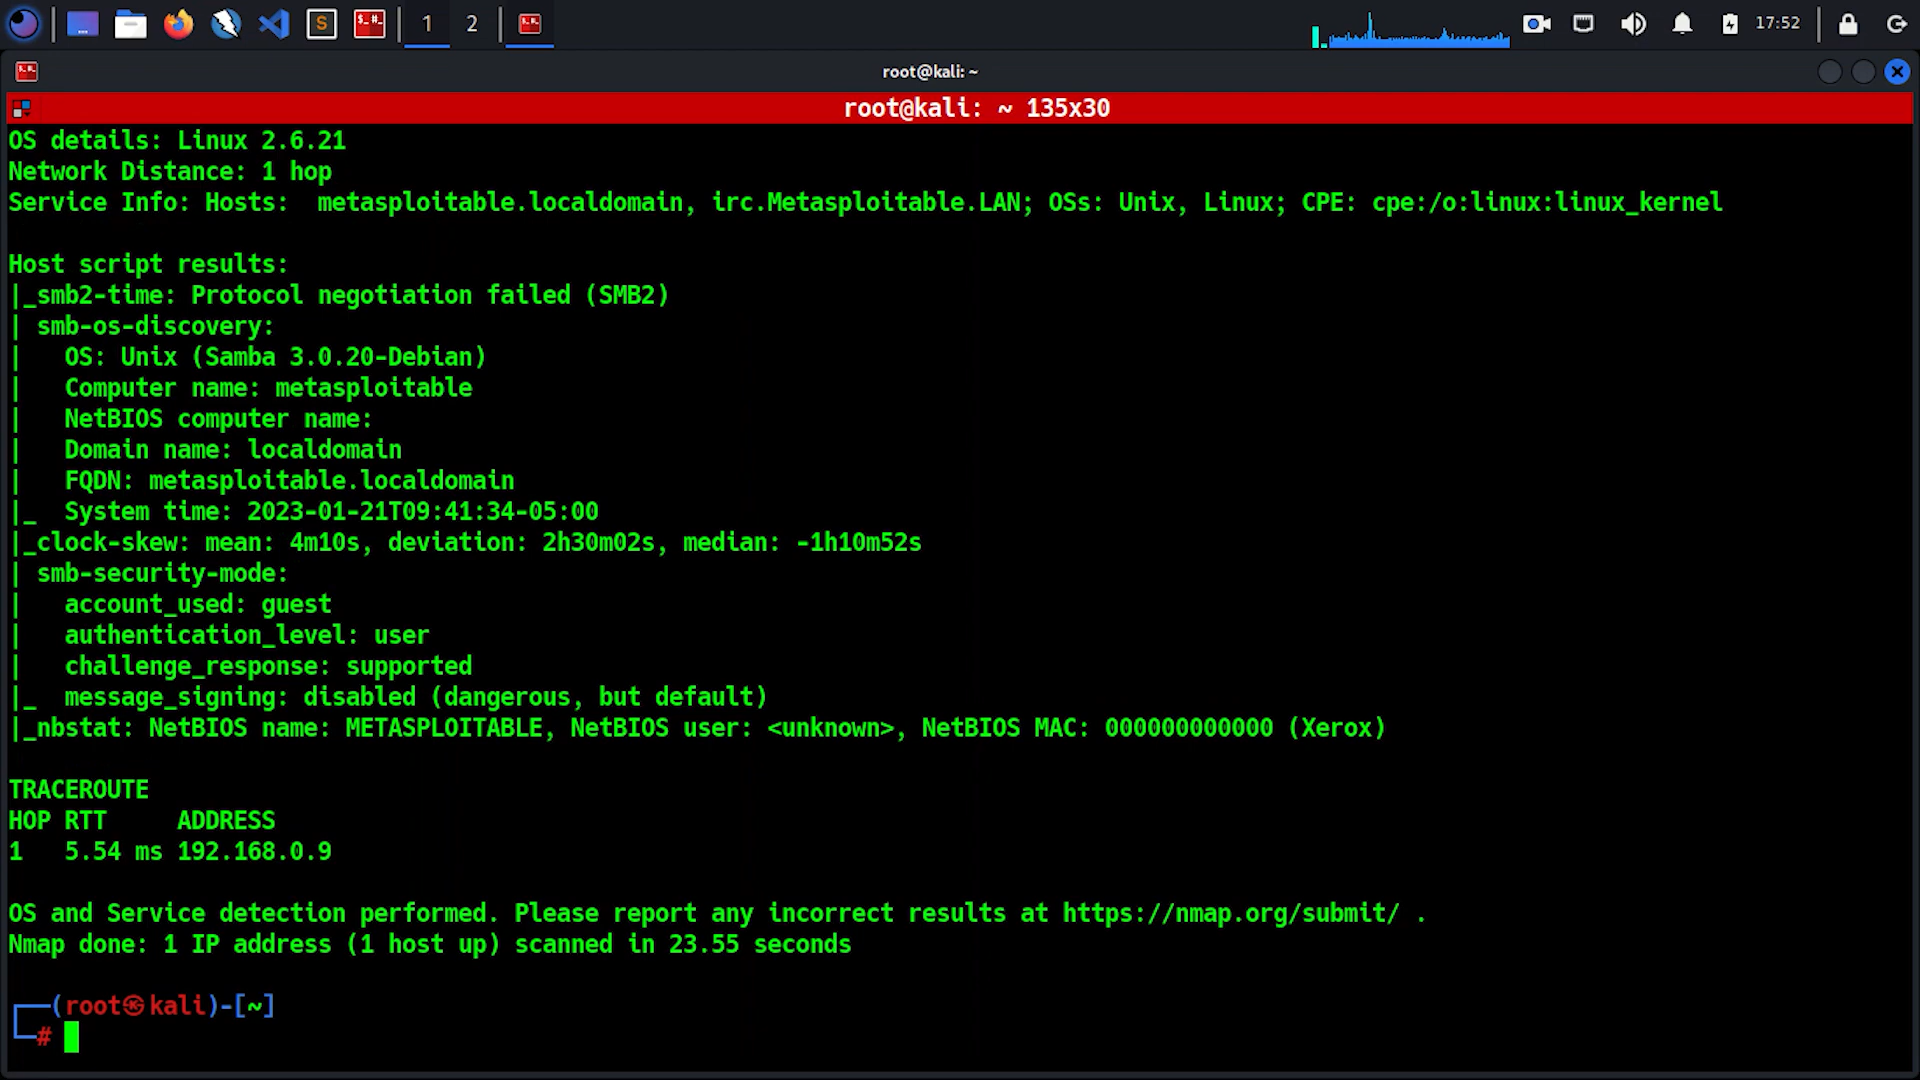 1 2 17:52
root@kali: ~
root@kali: ~ 135x30
OS details: Linux 2.6.21
Network Distance: 1 hop
Service Info: Hosts:  metasploitable.localdomain, irc.Metasploitable.LAN; OSs: Unix, Linux; CPE: cpe:/o:linux:linux_kernel
Host script results:
|_smb2-time: Protocol negotiation failed (SMB2)
| smb-os-discovery:
|   OS: Unix (Samba 3.0.20-Debian)
|   Computer name: metasploitable
|   NetBIOS computer name:
|   Domain name: localdomain
|   FQDN: metasploitable.localdomain
|_  System time: 2023-01-21T09:41:34-05:00
|_clock-skew: mean: 4m10s, deviation: 2h30m02s, median: -1h10m52s
| smb-security-mode:
|   account_used: guest
|   authentication_level: user
|   challenge_response: supported
|_  message_signing: disabled (dangerous, but default)
|_nbstat: NetBIOS name: METASPLOITABLE, NetBIOS user: <unknown>, NetBIOS MAC: 000000000000 (Xerox)
TRACEROUTE
HOP RTT     ADDRESS
1   5.54 ms 192.168.0.9
OS and Service detection performed. Please report any incorrect results at https://nmap.org/submit/ .
Nmap done: 1 IP address (1 host up) scanned in 23.55 seconds
┌──(root㉿kali)-[~]
└─#